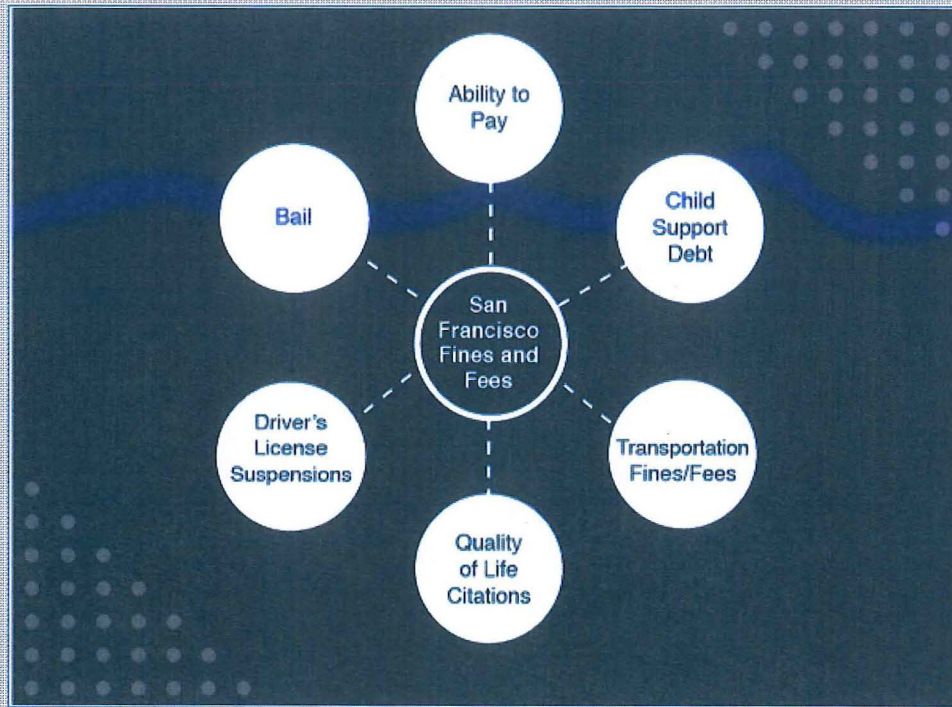 Ability to
Pay
Bail
Child
Support
Debt
San
Francisco
Fines and
Fees
Driver's
License
Suspensions
Transportation
Fines/Fees
Quality
of Life
Citations